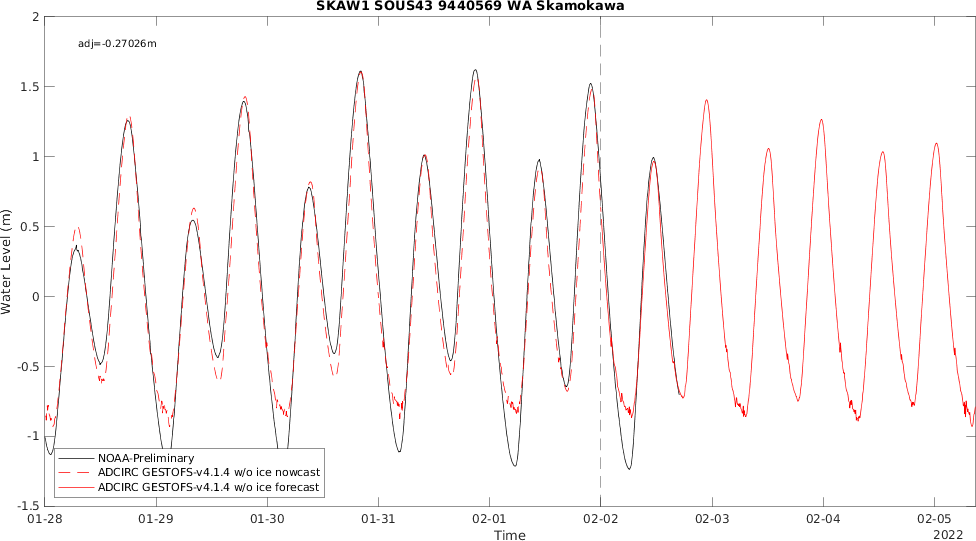 SKAW1 SOUS43 9440569 WA Skamokawa
adj=-0.27026m
Water Level (m)
2
1.5
1
0.5
0
-0.5
-1
-1.5
NOAA-Preliminary
ADCIRC GESTOFS-v4.1.4 w/o ice nowcast
ADCIRC GESTOFS-v4.1.4 w/o ice forecast
01-28 01-29 01-30 01-31 02-01 02-02 02-03 02-04 02-05
Time
2022